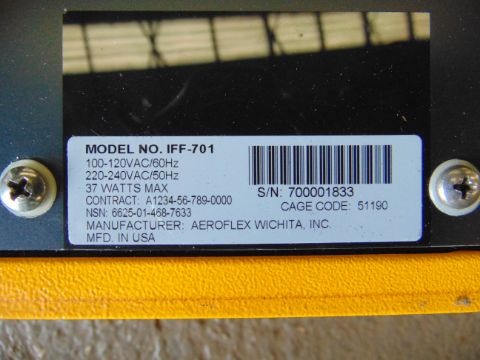 MODEL NO. IFF-701
100-120VAC/60Hz
220-240VAC/50Hz
37 WATTS MAX
CONTRACT: A1234-56-789-0000
NSN: 6625-01-468-7633
MANUFACTURER: AEROFLEX WICHITA, INC.
MFD. IN USA
S/N: 700001833
CAGE CODE: 51190